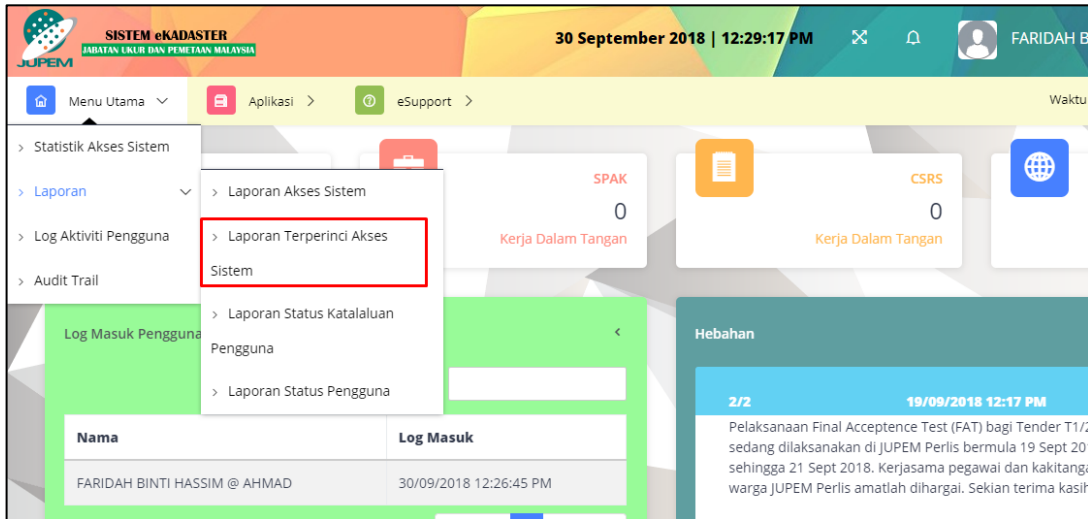 SISTEM eKADASTER
JABATAN UKUR DAN PEMETAAN MALAYSIA
JUPEM
30 September 2018 | 12:29:17 PM
FARIDAH B
Menu Utama
Aplikasi >
eSupport >
Waktu
> Statistik Akses Sistem
> Laporan
> Log Aktiviti Pengguna
> Audit Trail
> Laporan Akses Sistem
> Laporan Terperinci Akses
Sistem
> Laporan Status Katalaluan
Pengguna
> Laporan Status Pengguna
SPAK
0
Kerja Dalam Tangan
CSRS
0
Kerja Dalam Tangan
Log Masuk Pengguna
<
Nama
Log Masuk
FARIDAH BINTI HASSIM @ AHMAD
30/09/2018 12:26:45 PM
Hebahan
2/2
19/09/2018 12:17 PM
Pelaksanaan Final Acceptence Test (FAT) bagi Tender T1/2
sedang dilaksanakan di JUPEM Perlis bermula 19 Sept 201
sehingga 21 Sept 2018. Kerjasama pegawai dan kakitanga
warga JUPEM Perlis amatlah dihargai. Sekian terima kasih